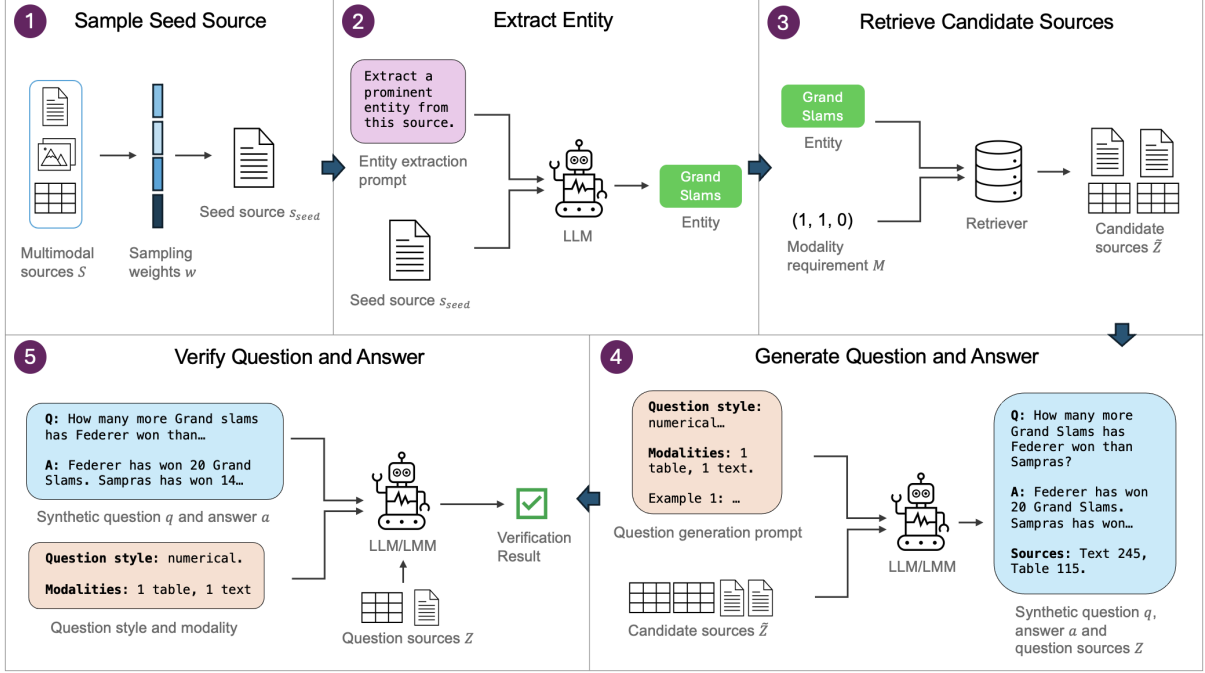 1
Sample Seed Source
Multimodal
sources S
Sampling
weights w
Seed source s_seed
2
Extract Entity
Extract a
prominent
entity from
this source.
Entity extraction
prompt
Seed source s_seed
LLM
Grand
Slams
Entity
3
Retrieve Candidate Sources
Grand
Slams
Entity
(1, 1, 0)
Modality
requirement M
Retriever
Candidate
sources Z̃
5
Verify Question and Answer
Q: How many more Grand slams
has Federer won than…
A: Federer has won 20 Grand
Slams. Sampras has won 14…
Synthetic question q and answer a
Question style: numerical.
Modalities: 1 table, 1 text
Question style and modality
LLM/LMM
Question sources Z
Verification
Result
4
Generate Question and Answer
Question style:
numerical…
Modalities: 1
table, 1 text.
Example 1: …
Question generation prompt
Candidate sources Z̃
LLM/LMM
Q: How many more
Grand Slams has
Federer won than
Sampras?
A: Federer has won
20 Grand Slams.
Sampras has won…
Sources: Text 245,
Table 115.
Synthetic question q,
answer a and
question sources Z